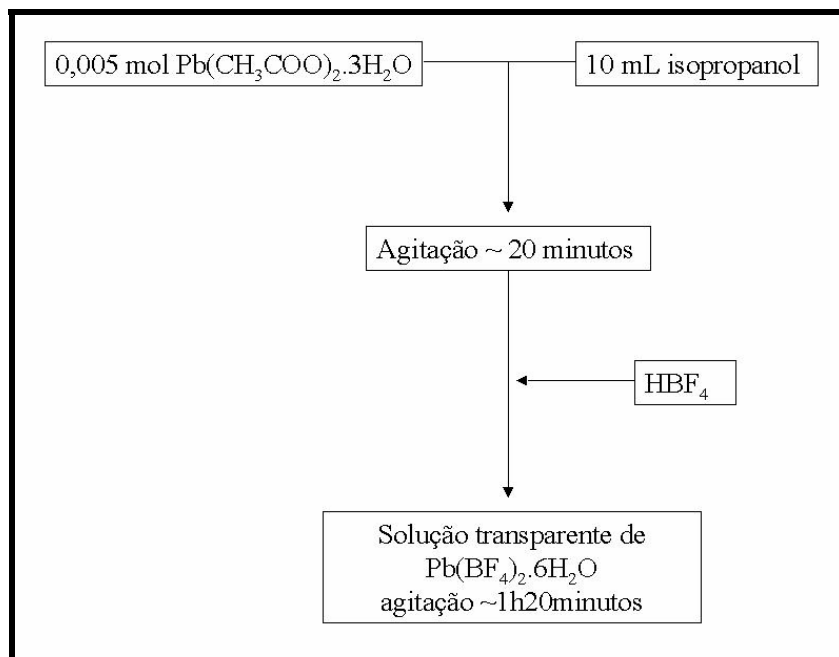 0,005 mol Pb(CH₃COO)₂.3H₂O
10 mL isopropanol
Agitação ~ 20 minutos
HBF₄
Solução transparente de
Pb(BF₄)₂.6H₂O
agitação ~1h20minutos